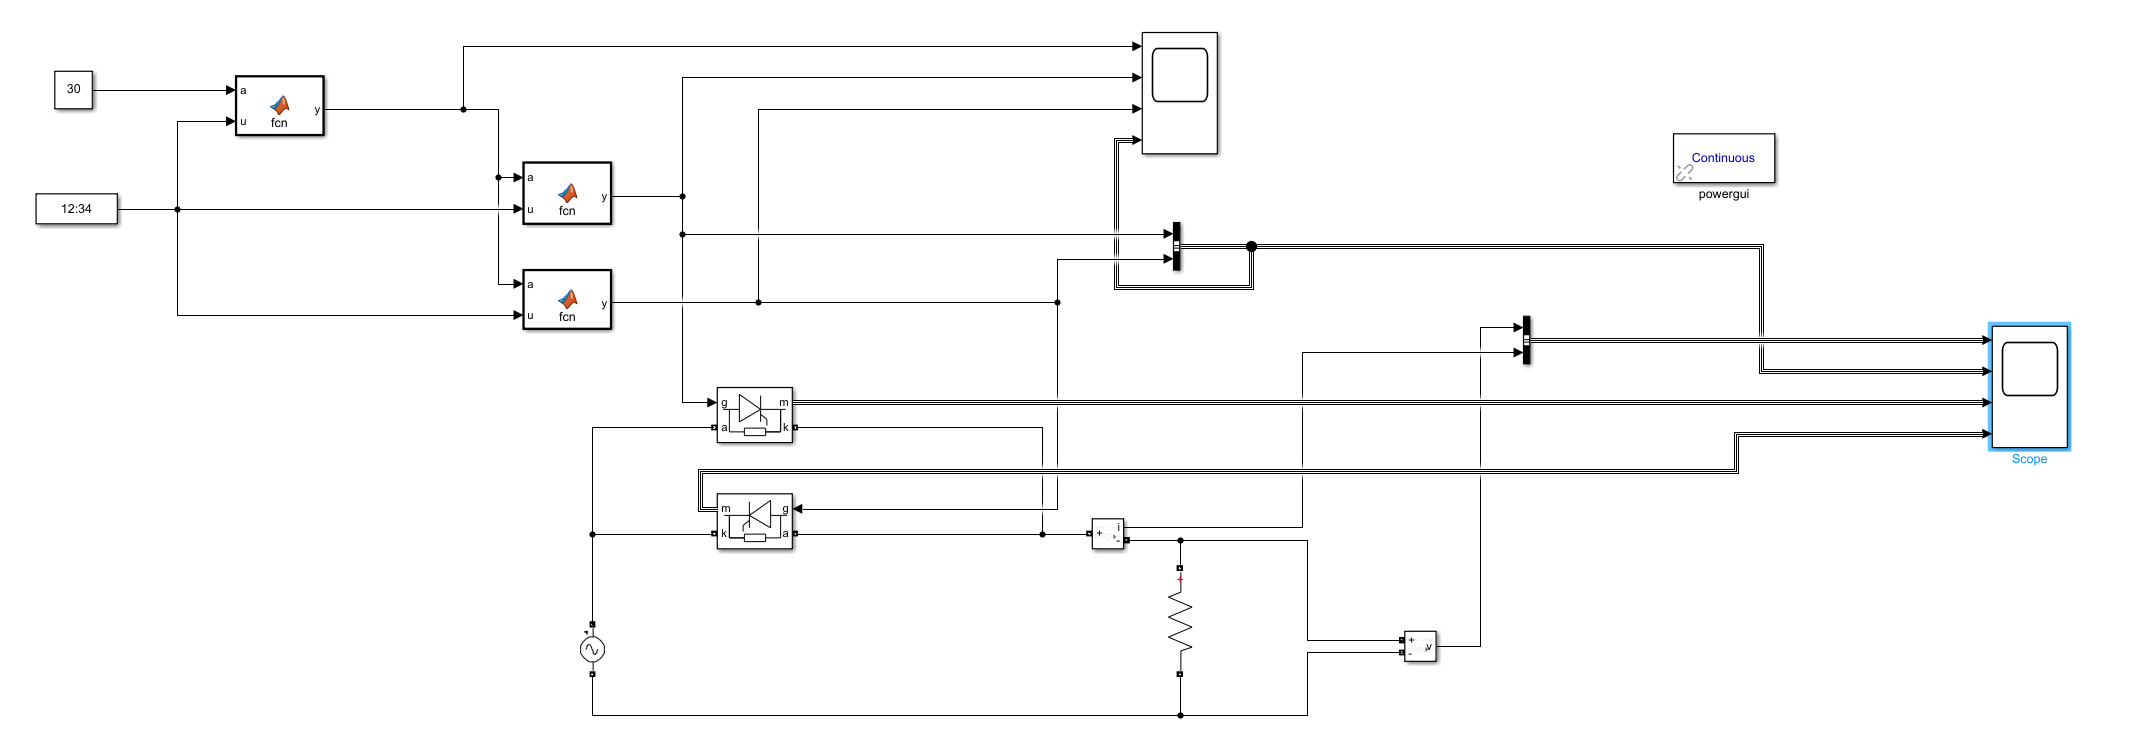 30
a
u
fcn
y
12:34
a
u
fcn
y
a
u
fcn
y
Continuous
powergui
g
m
a
k
m
g
k
a
+
i
-
+
+
-
v
Scope